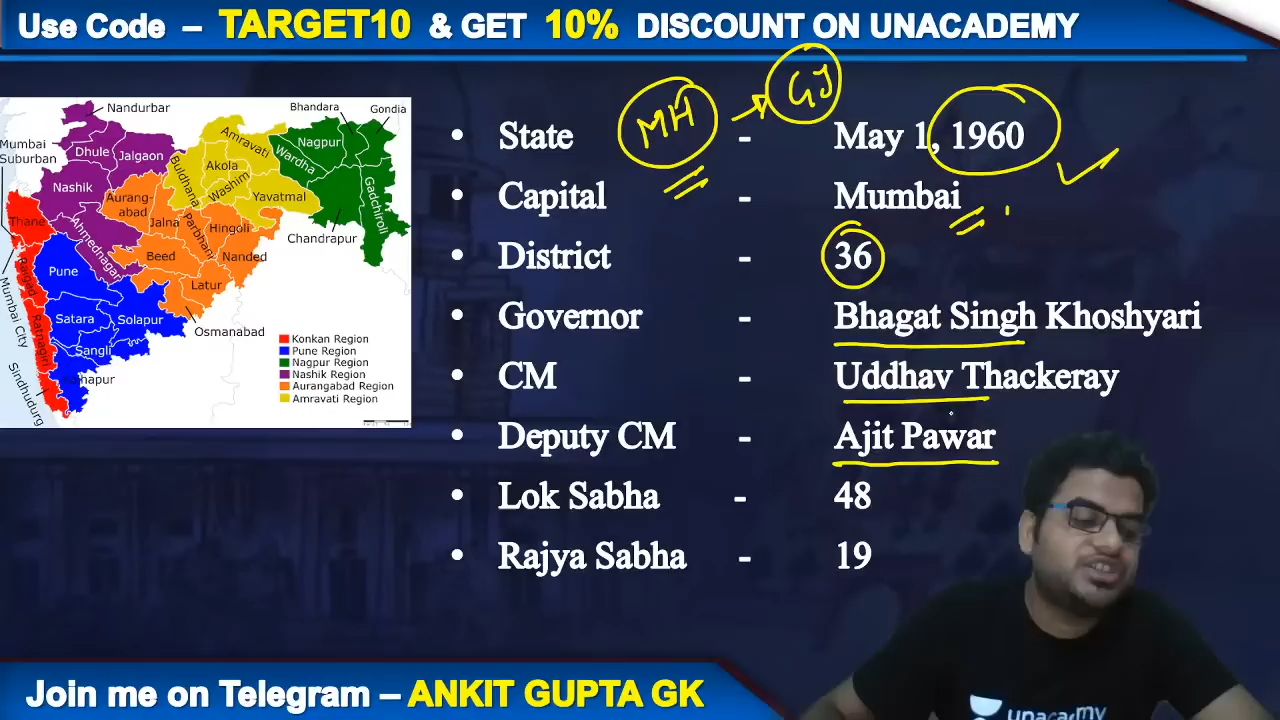 Use Code – TARGET10 & GET 10% DISCOUNT ON UNACADEMY
MH → GJ
• State - May 1, 1960
• Capital - Mumbai
• District - 36
• Governor - Bhagat Singh Khoshyari
• CM - Uddhav Thackeray
• Deputy CM - Ajit Pawar
• Lok Sabha - 48
• Rajya Sabha - 19
Nandurbar
Bhandara
Gondia
Mumbai
Suburban
Dhule
Jalgaon
Amravati
Nagpur
Wardha
Akola
Buldhana
Washim
Nashik
Yavatmal
Gadchiroli
Aurang-
abad
Jalna
Thane
Parbhani
Hingoli
Chandrapur
Ahmednagar
Beed
Nanded
Pune
Raigad
Latur
Mumbai City
Satara
Solapur
Osmanabad
Ratnagiri
Sangli
Sindhudurg
Konkan Region
Pune Region
Nagpur Region
Nashik Region
Aurangabad Region
Amravati Region
Join me on Telegram – ANKIT GUPTA GK
unacademy